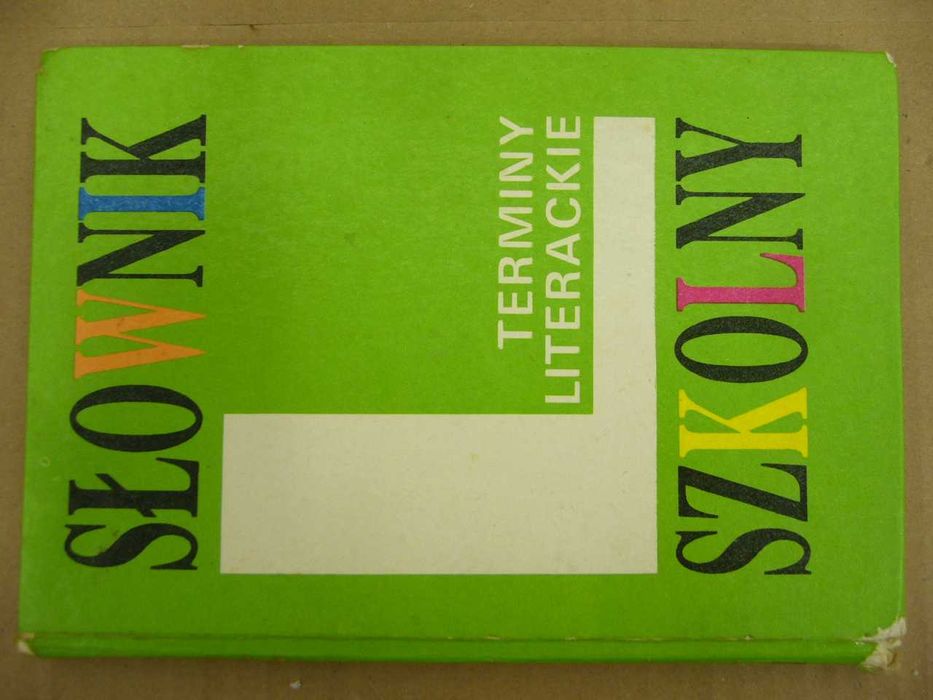 SŁOWNIK
TERMINY
LITERACKIE
SZKOLNY